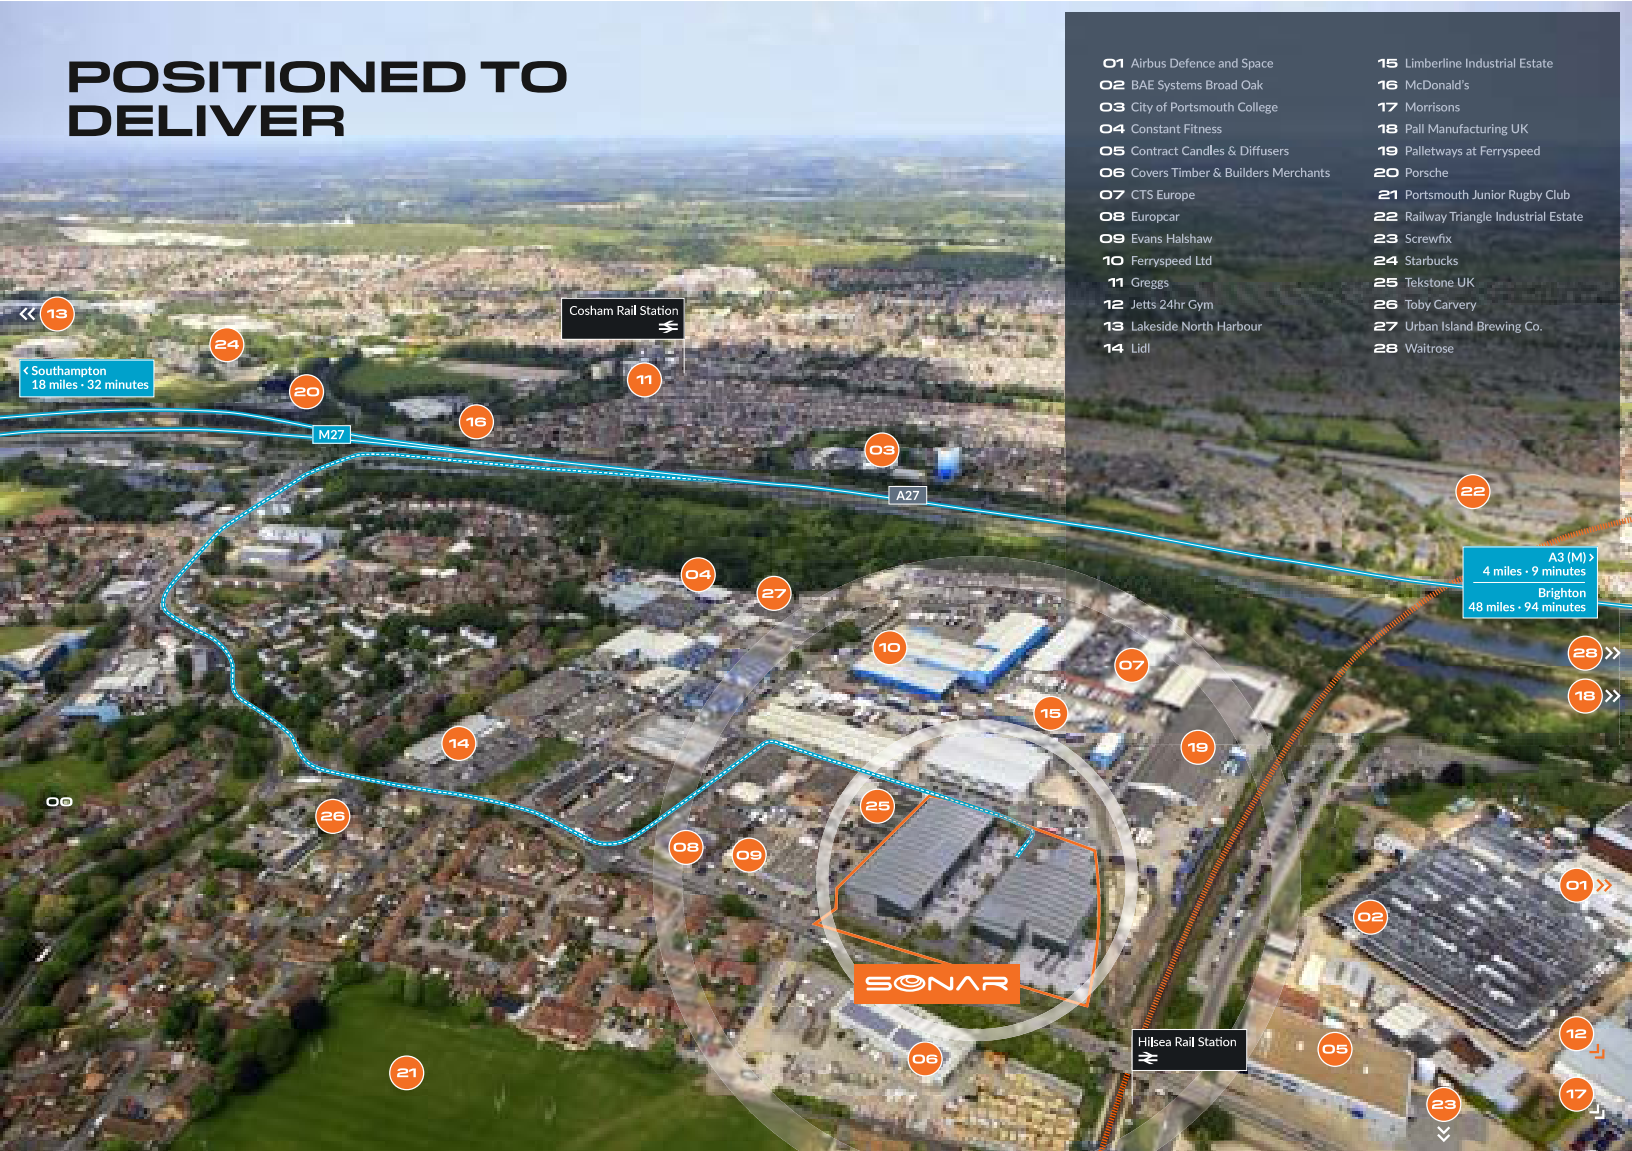 POSITIONED TO
DELIVER
01 Airbus Defence and Space
02 BAE Systems Broad Oak
03 City of Portsmouth College
04 Constant Fitness
05 Contract Candles & Diffusers
06 Covers Timber & Builders Merchants
07 CTS Europe
08 Europcar
09 Evans Halshaw
10 Ferryspeed Ltd
11 Greggs
12 Jetts 24hr Gym
13 Lakeside North Harbour
14 Lidl
15 Limberline Industrial Estate
16 McDonald's
17 Morrisons
18 Pall Manufacturing UK
19 Palletways at Ferryspeed
20 Porsche
21 Portsmouth Junior Rugby Club
22 Railway Triangle Industrial Estate
23 Screwfix
24 Starbucks
25 Tekstone UK
26 Toby Carvery
27 Urban Island Brewing Co.
28 Waitrose
13
Cosham Rail Station
24
Southampton
18 miles · 32 minutes
11
20
16
M27
03
22
A27
A3 (M)
4 miles · 9 minutes
Brighton
48 miles · 94 minutes
04
27
10
28
07
18
15
14
19
25
26
08
09
01
02
SONAR
12
Hilsea Rail Station
05
06
21
17
23